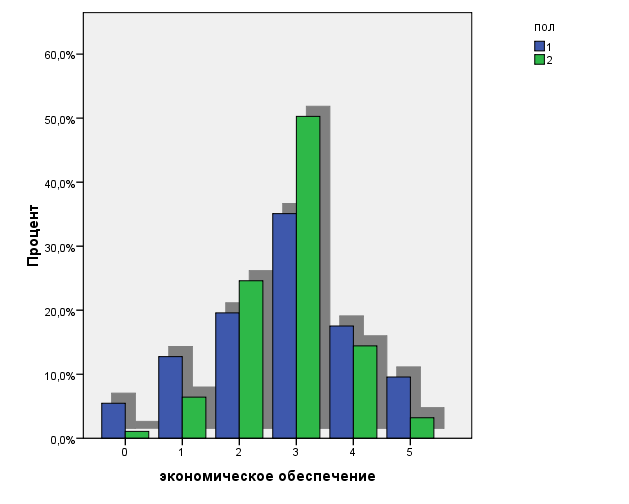 пол
1
2
60,0%
50,0%
40,0%
30,0%
20,0%
10,0%
0,0%
Процент
0 1 2 3 4 5
экономическое обеспечение